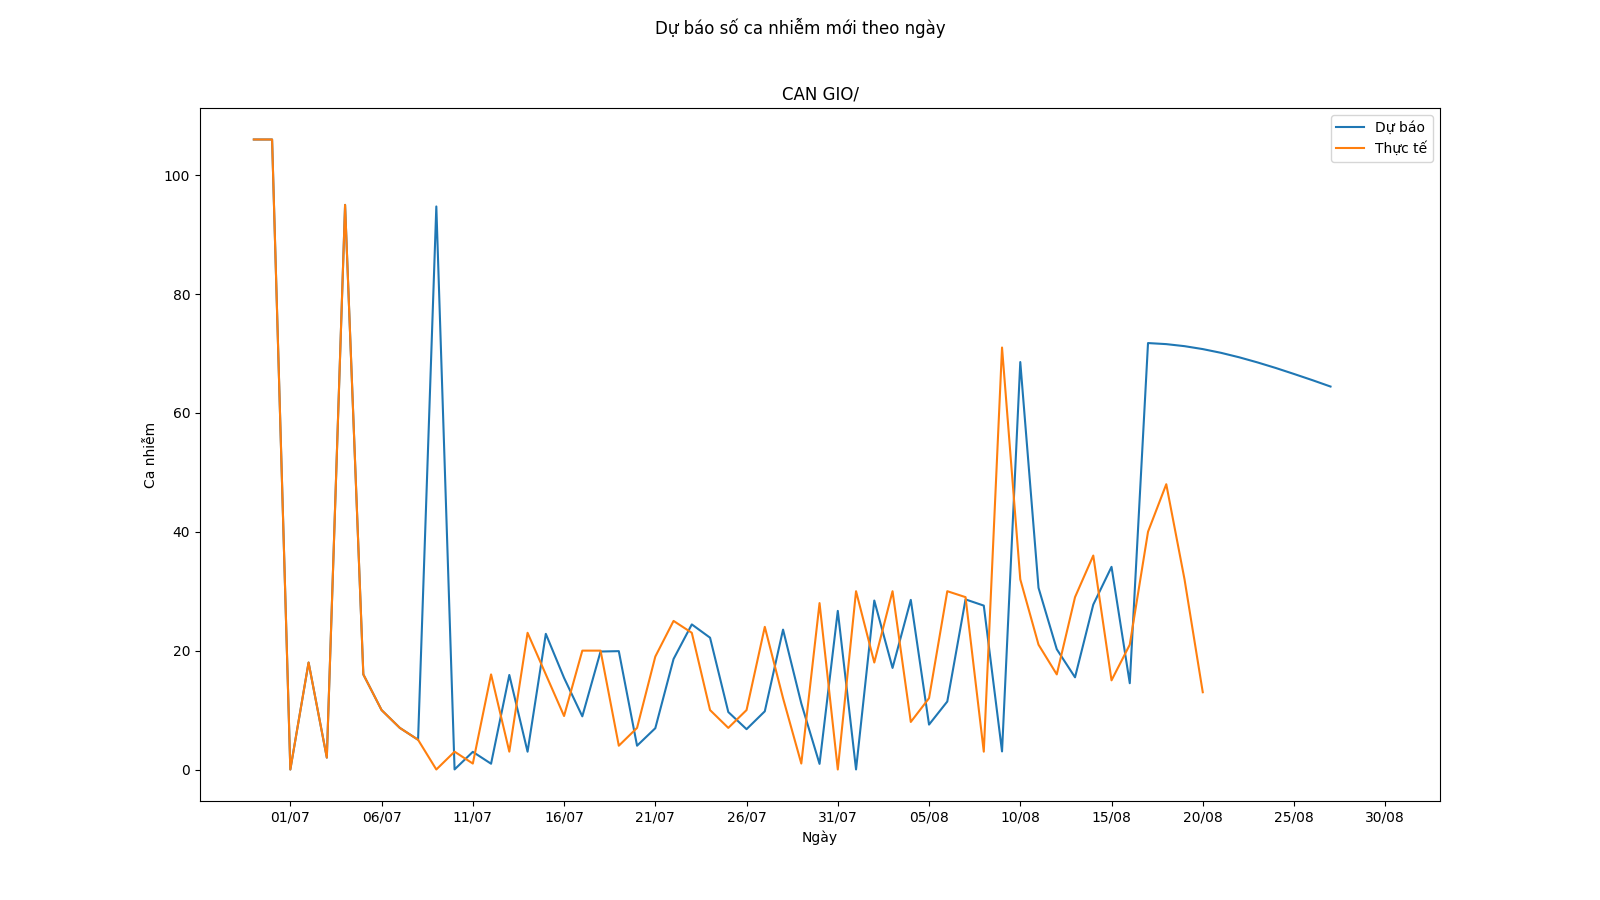 Dự báo số ca nhiễm mới theo ngày
CAN GIO/
Dự báo
Thực tế
100
80
60
40
20
0
Ca nhiễm
01/07 06/07 11/07 16/07 21/07 26/07 31/07 05/08 10/08 15/08 20/08 25/08 30/08
Ngày